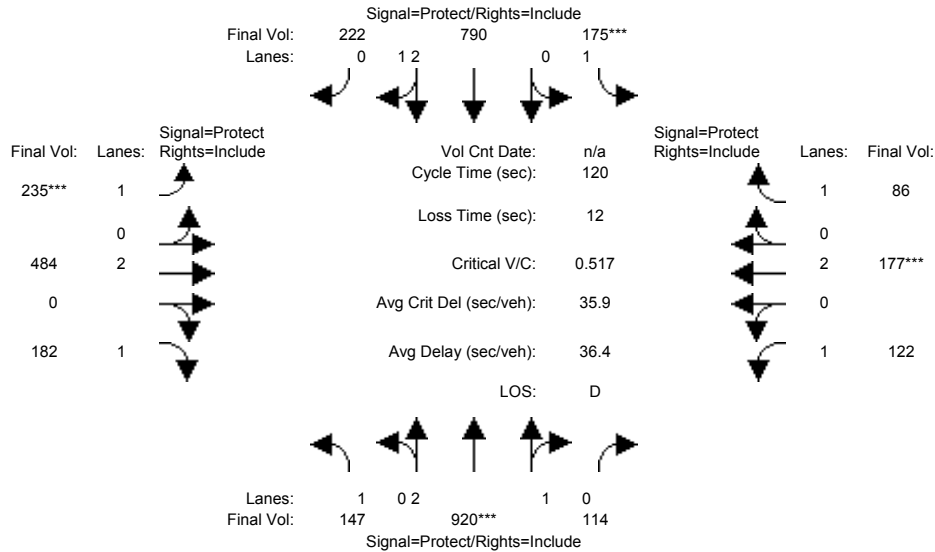 Signal=Protect/Rights=Include
Final Vol: 222 790 175***
Lanes: 0 1 2 0 1
Signal=Protect Signal=Protect
Final Vol: Lanes: Rights=Include Vol Cnt Date: n/a Rights=Include Lanes: Final Vol:
Cycle Time (sec): 120
235*** 1 1 86
Loss Time (sec): 12
0 0
484 2 Critical V/C: 0.517 2 177***
0 0 Avg Crit Del (sec/veh): 35.9 0
182 1 Avg Delay (sec/veh): 36.4 1 122
LOS: D
Lanes: 1 0 2 1 0
Final Vol: 147 920*** 114
Signal=Protect/Rights=Include